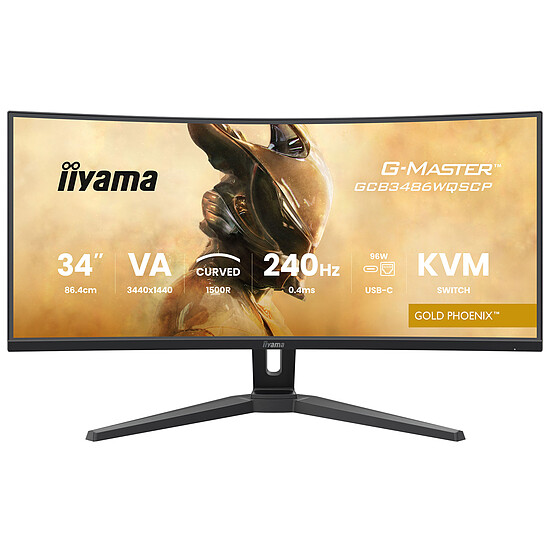 iiyama
G-MASTER™
GCB3486WQSCP
34"
86.4cm
VA
3440x1440
CURVED
1500R
240Hz
0.4ms
96W
USB-C
KVM
SWITCH
GOLD PHOENIX™
iiyama